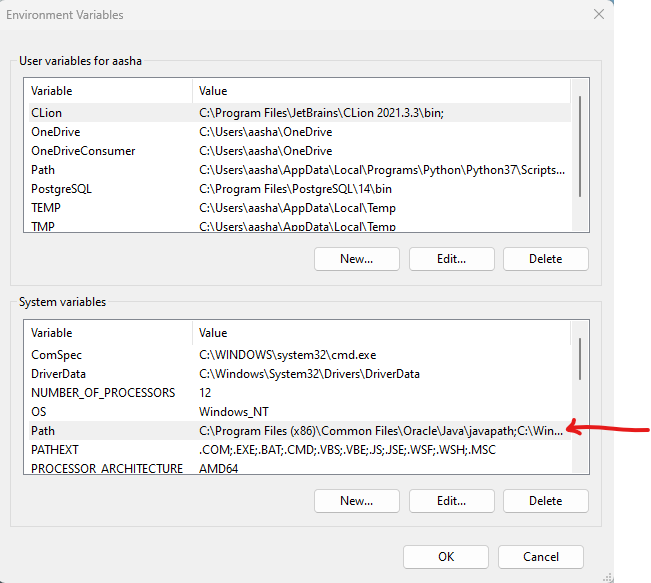 Environment Variables
User variables for aasha
Variable Value
CLion C:\Program Files\JetBrains\CLion 2021.3.3\bin;
OneDrive C:\Users\aasha\OneDrive
OneDriveConsumer C:\Users\aasha\OneDrive
Path C:\Users\aasha\AppData\Local\Programs\Python\Python37\Scripts...
PostgreSQL C:\Program Files\PostgreSQL\14\bin
TEMP C:\Users\aasha\AppData\Local\Temp
TMP C:\Users\aasha\AppData\Local\Temp
New... Edit... Delete
System variables
Variable Value
ComSpec C:\WINDOWS\system32\cmd.exe
DriverData C:\Windows\System32\Drivers\DriverData
NUMBER_OF_PROCESSORS 12
OS Windows_NT
Path C:\Program Files (x86)\Common Files\Oracle\Java\javapath;C:\Win...
PATHEXT .COM;.EXE;.BAT;.CMD;.VBS;.VBE;.JS;.JSE;.WSF;.WSH;.MSC
PROCESSOR_ARCHITECTURE AMD64
New... Edit... Delete
OK Cancel